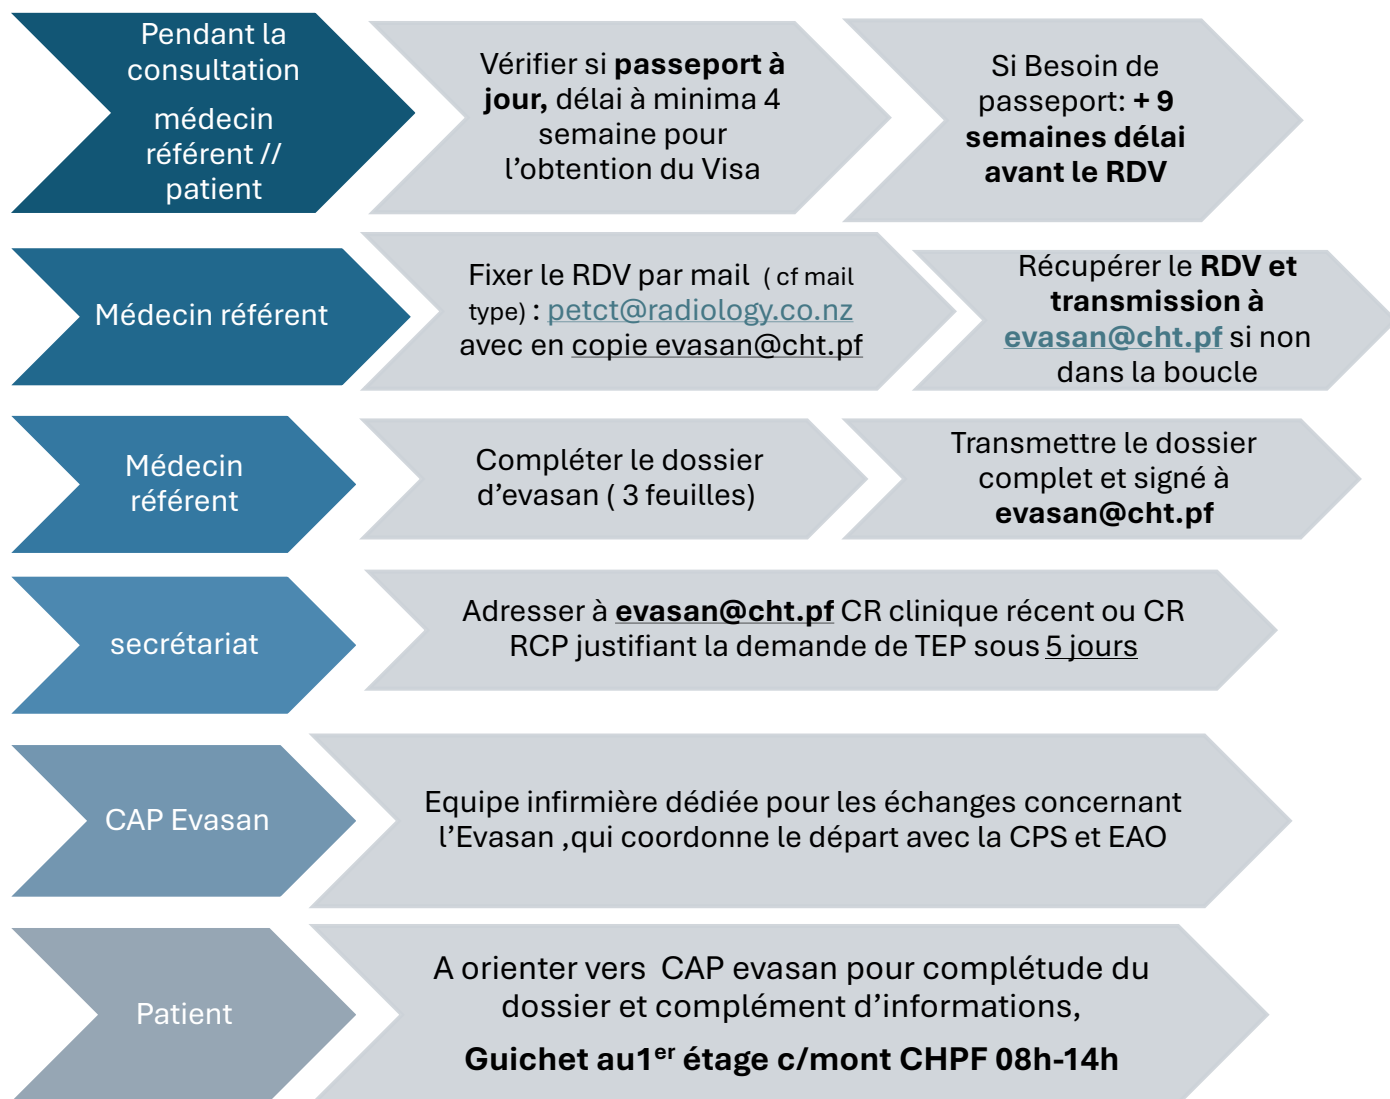 Pendant la
consultation
médecin
référent //
patient
Vérifier si passeport à
jour, délai à minima 4
semaine pour
l’obtention du Visa
Si Besoin de
passeport: + 9
semaines délai
avant le RDV
Médecin référent
Fixer le RDV par mail ( cf mail
type) : petct@radiology.co.nz
avec en copie evasan@cht.pf
Récupérer le RDV et
transmission à
evasan@cht.pf si non
dans la boucle
Médecin
référent
Compléter le dossier
d’evasan ( 3 feuilles)
Transmettre le dossier
complet et signé à
evasan@cht.pf
secrétariat
Adresser à evasan@cht.pf CR clinique récent ou CR
RCP justifiant la demande de TEP sous 5 jours
CAP Evasan
Equipe infirmière dédiée pour les échanges concernant
l’Evasan ,qui coordonne le départ avec la CPS et EAO
Patient
A orienter vers CAP evasan pour complétude du
dossier et complément d’informations,
Guichet au1er étage c/mont CHPF 08h-14h